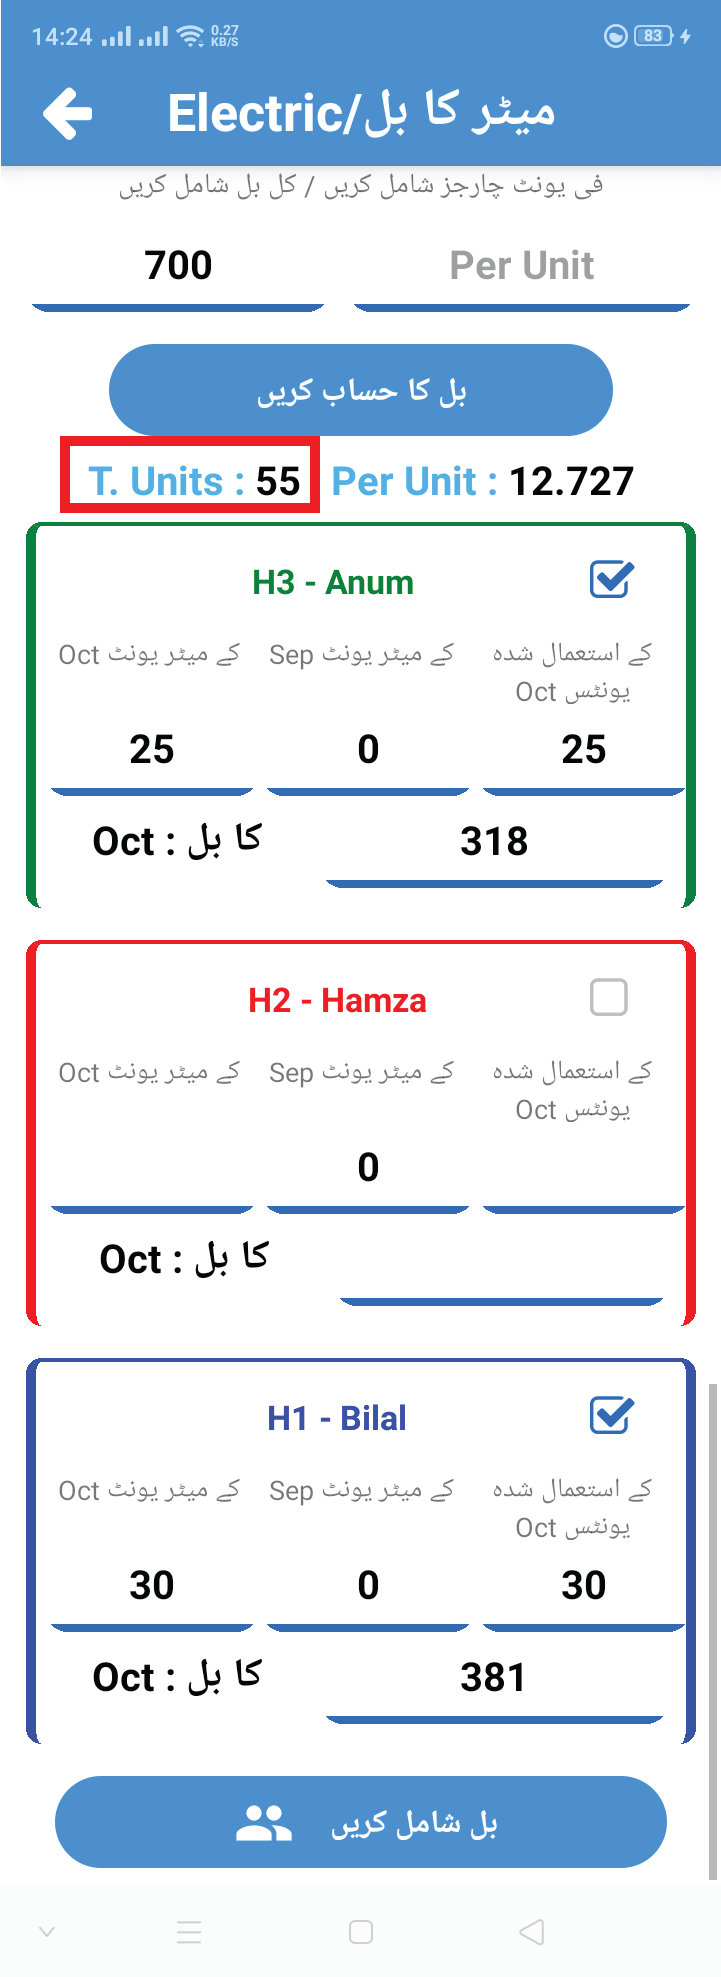 14:24 0.27 KB/S 83
Electric/میٹر کا بل
فی یونٹ چارجز شامل کریں / کل بل شامل کریں
700 Per Unit
بل کا حساب کریں
T. Units : 55 Per Unit : 12.727
H3 - Anum
Oct کے میٹر یونٹ Sep کے میٹر یونٹ کے استعمال شدہ
یونٹس Oct
25 0 25
Oct : کا بل 318
H2 - Hamza
Oct کے میٹر یونٹ Sep کے میٹر یونٹ کے استعمال شدہ
یونٹس Oct
0
Oct : کا بل
H1 - Bilal
Oct کے میٹر یونٹ Sep کے میٹر یونٹ کے استعمال شدہ
یونٹس Oct
30 0 30
Oct : کا بل 381
بل شامل کریں